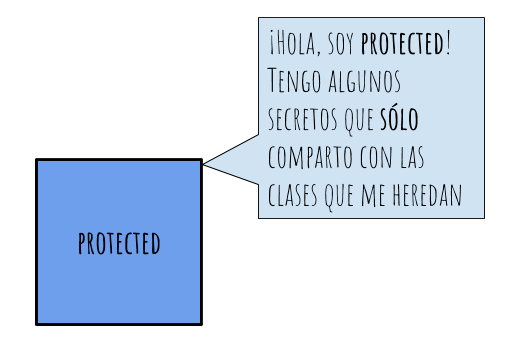 ¡Hola, soy protected!
Tengo algunos
secretos que sólo
comparto con las
clases que me heredan
protected